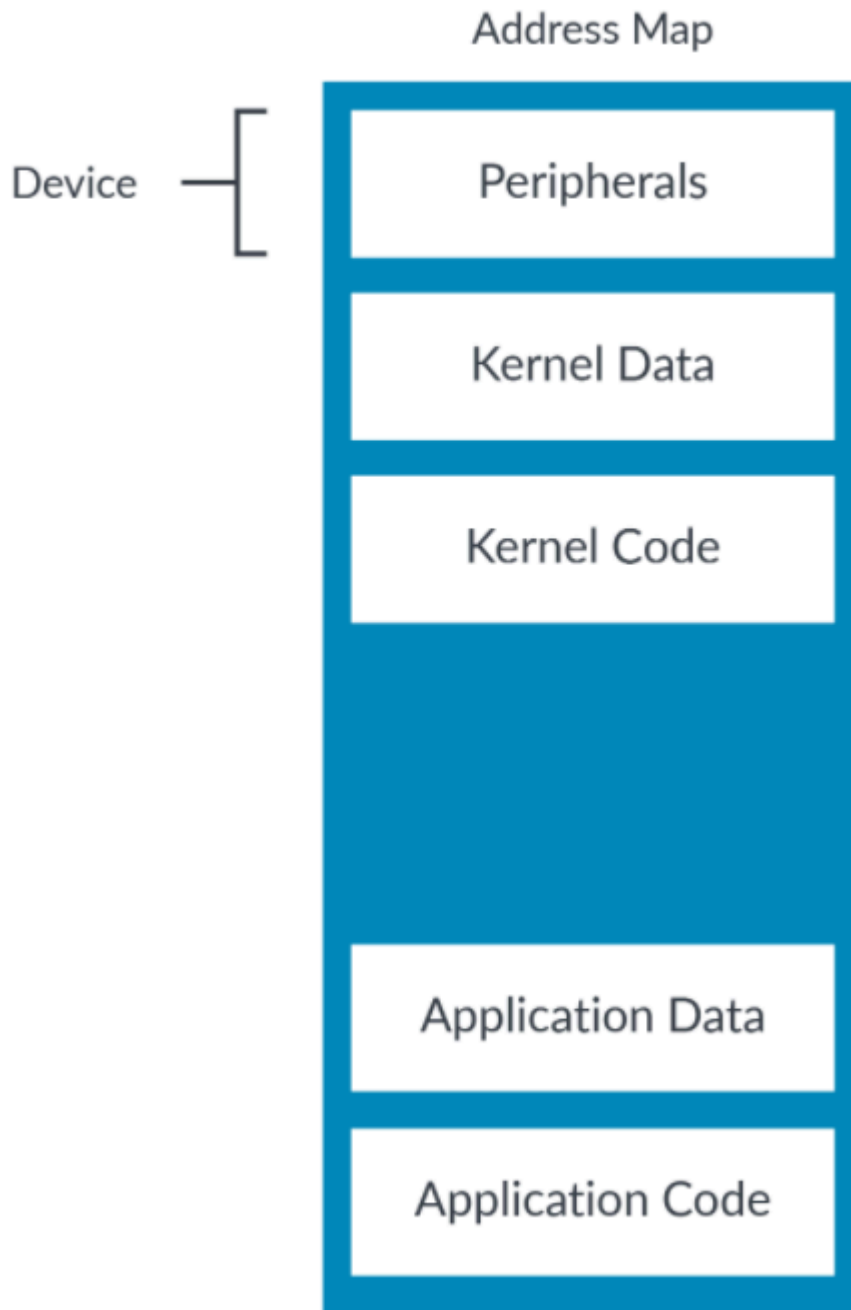 Address Map
Device
Peripherals
Kernel Data
Kernel Code
Application Data
Application Code